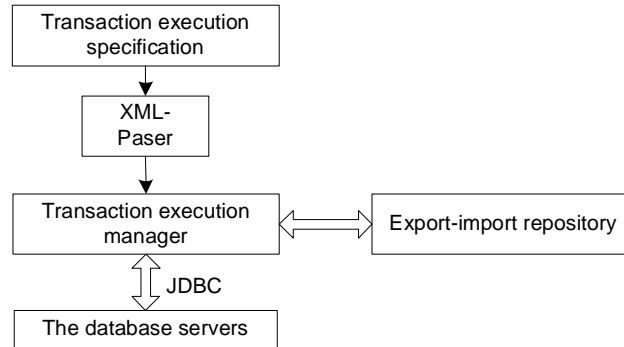 Transaction execution
specification
XML-
Paser
Transaction execution
manager
Export-import repository
JDBC
The database servers